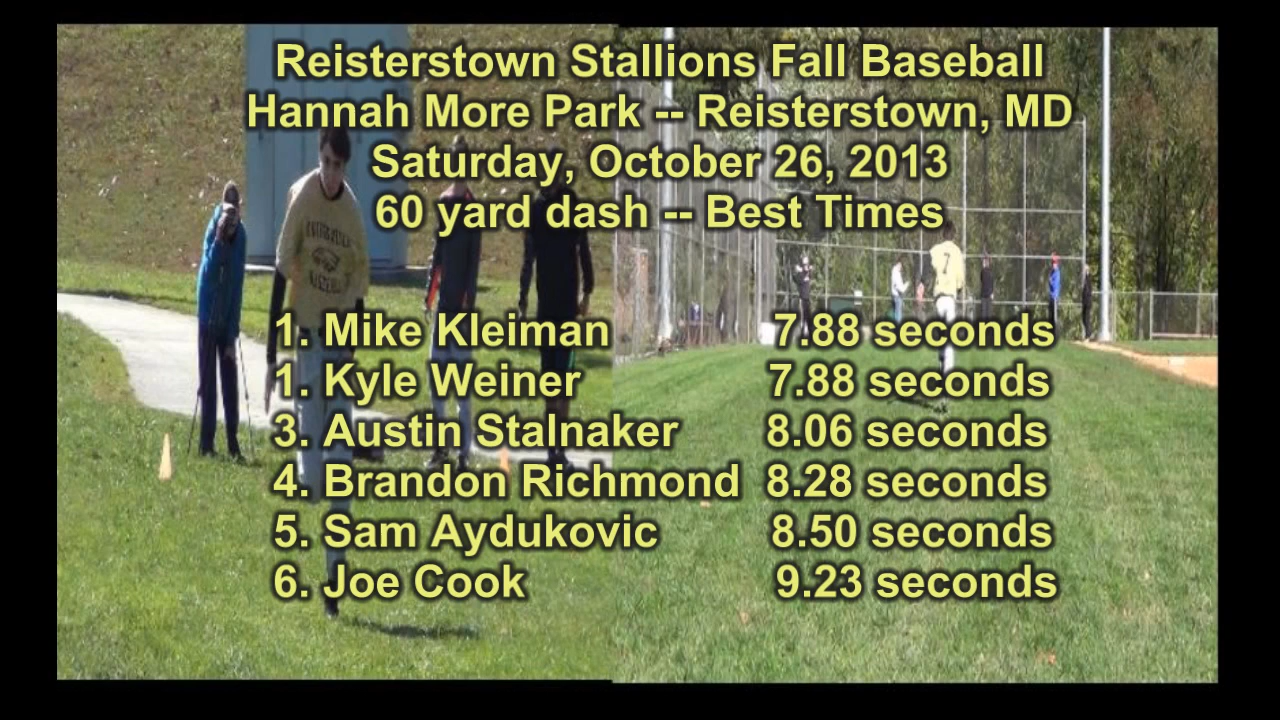 Reisterstown Stallions Fall Baseball
Hannah More Park -- Reisterstown, MD
Saturday, October 26, 2013
60 yard dash -- Best Times
1. Mike Kleiman 7.88 seconds
1. Kyle Weiner 7.88 seconds
3. Austin Stalnaker 8.06 seconds
4. Brandon Richmond 8.28 seconds
5. Sam Aydukovic 8.50 seconds
6. Joe Cook 9.23 seconds
7